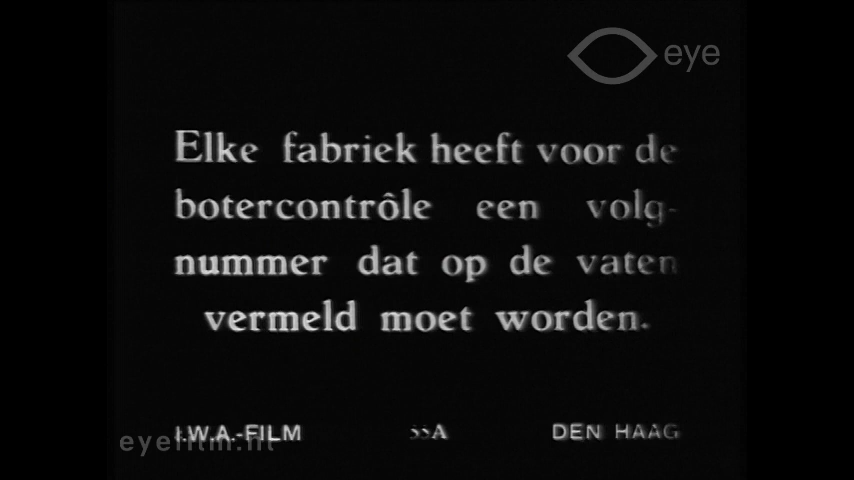 eye
Elke fabriek heeft voor de
botercontrôle een volg-
nummer dat op de vaten
vermeld moet worden.
I.W.A.-FILM 55A DEN HAAG
eyefilm.nl